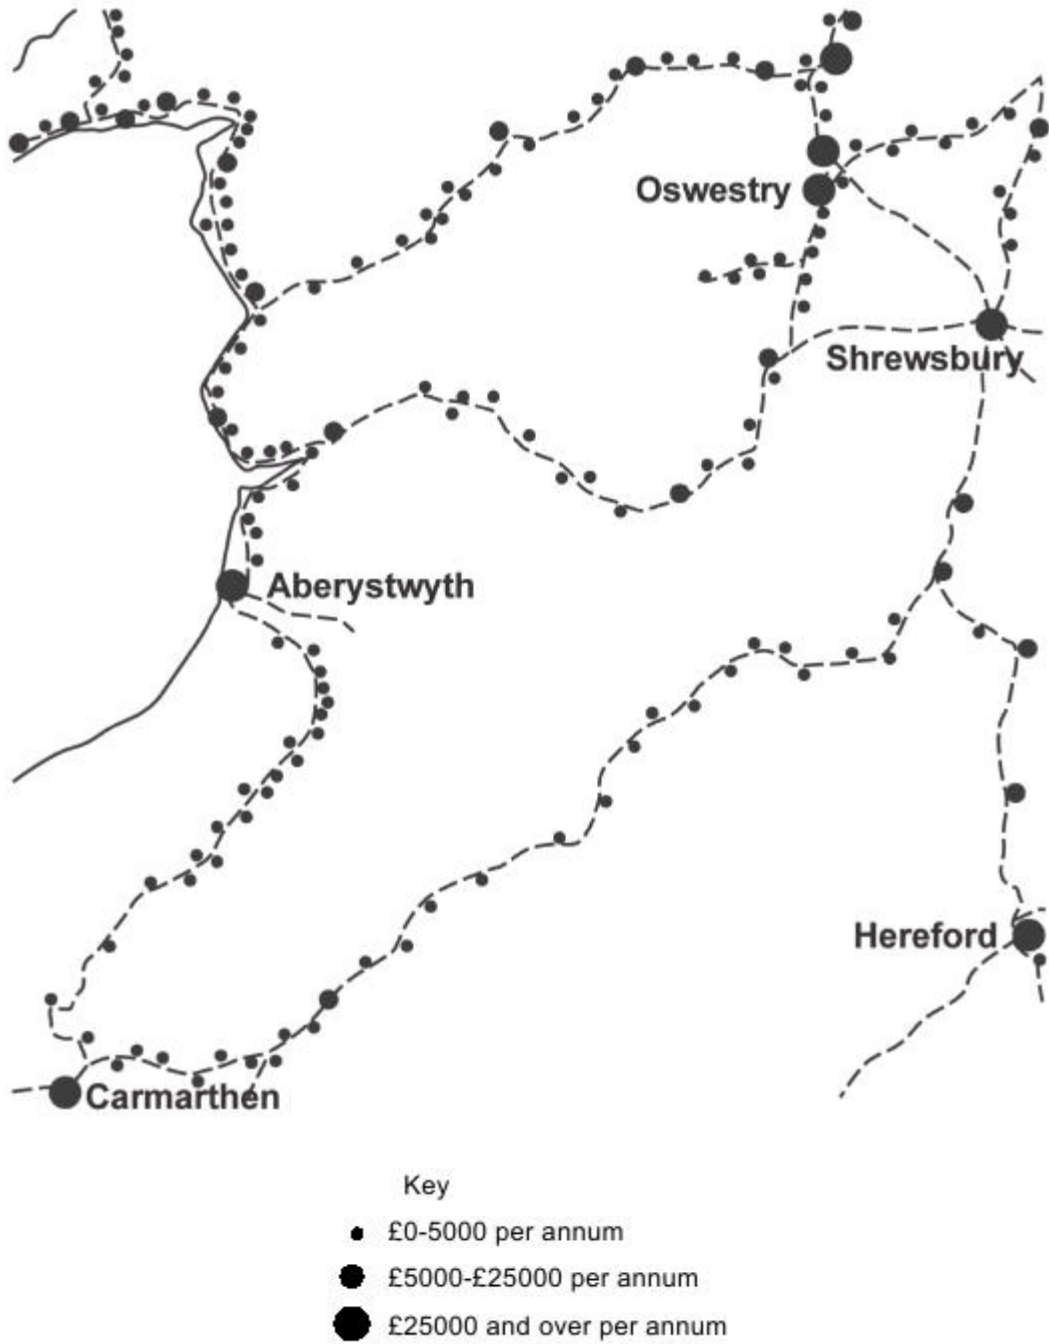 Oswestry
Shrewsbury
Aberystwyth
Hereford
Carmarthen
Key
£0-5000 per annum
£5000-£25000 per annum
£25000 and over per annum